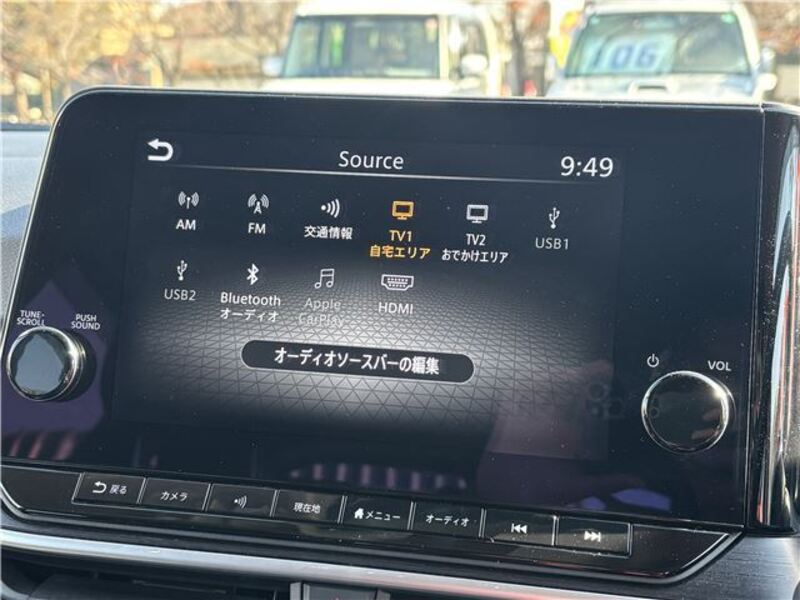 106
Source
9:49
AM
FM
交通情報
TV1
自宅エリア
TV2
おでかけエリア
USB1
USB2
Bluetooth
オーディオ
Apple
CarPlay
HDMI
オーディオソースバーの編集
TUNE・
SCROLL
PUSH
SOUND
VOL
戻る
カメラ
現在地
メニュー
オーディオ